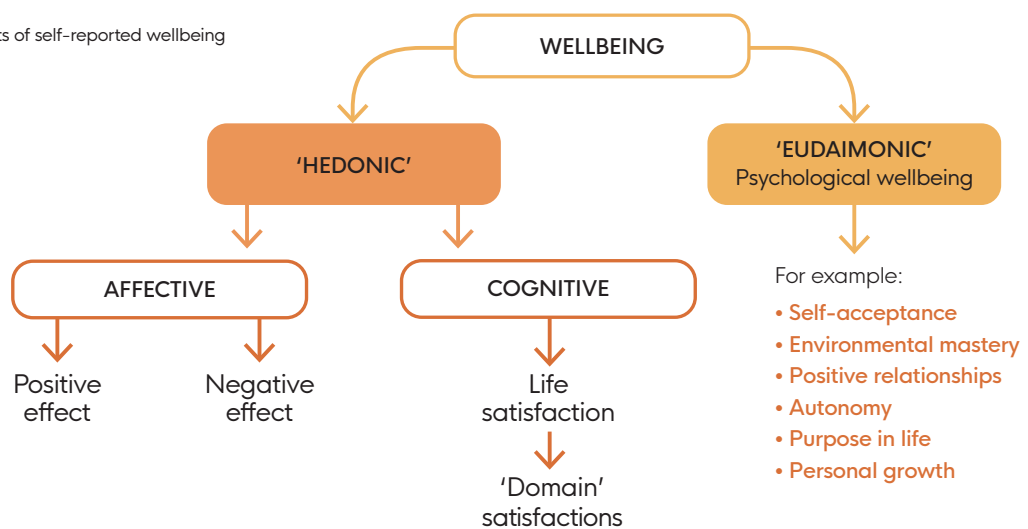 of self-reported wellbeing
WELLBEING
'HEDONIC'
'EUDAIMONIC'
Psychological wellbeing
AFFECTIVE
COGNITIVE
Positive
effect
Negative
effect
Life
satisfaction
'Domain'
satisfactions
For example:
• Self-acceptance
• Environmental mastery
• Positive relationships
• Autonomy
• Purpose in life
• Personal growth